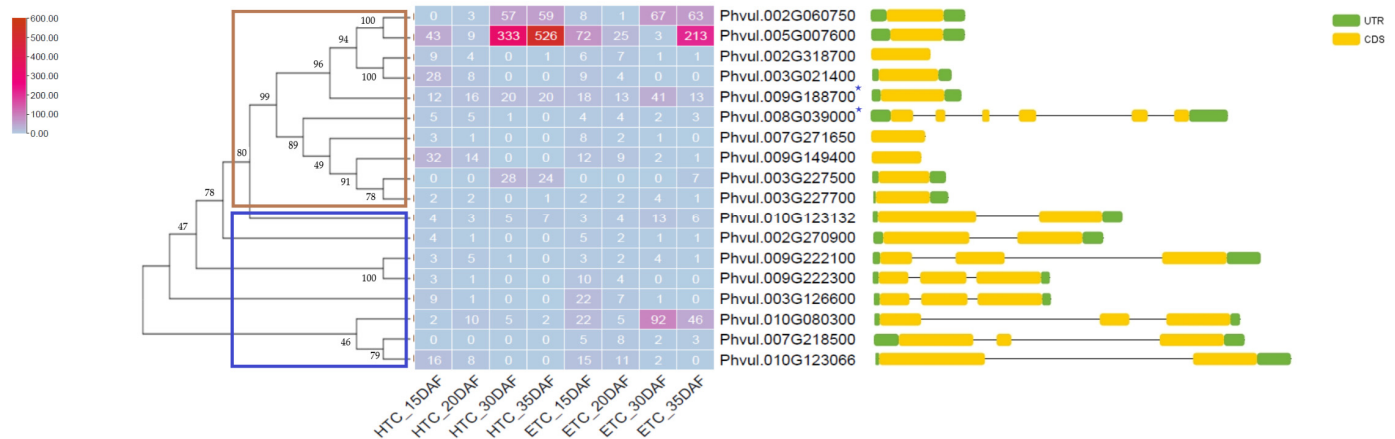 600.00
500.00
400.00
300.00
200.00
100.00
0.00
UTR
CDS
100 0 3 57 59 8 1 67 63 Phvul.002G060750
94 43 9 333 526 72 25 3 213 Phvul.005G007600
96 9 4 0 1 6 7 1 1 Phvul.002G318700
100 28 8 0 0 9 4 0 0 Phvul.003G021400
99 12 16 20 20 18 13 41 13 Phvul.009G188700*
5 5 1 0 4 4 2 3 Phvul.008G039000*
89 3 1 0 0 8 2 1 0 Phvul.007G271650
80 49 32 14 0 0 12 9 2 1 Phvul.009G149400
91 0 0 28 24 0 0 0 7 Phvul.003G227500
78 78 2 2 0 1 2 2 4 1 Phvul.003G227700
4 3 5 7 3 4 13 6 Phvul.010G123132
47 4 1 0 0 5 2 1 1 Phvul.002G270900
3 5 1 0 3 2 4 1 Phvul.009G222100
100 3 1 0 0 10 4 0 0 Phvul.009G222300
9 1 0 0 22 7 1 0 Phvul.003G126600
2 10 5 2 22 5 92 46 Phvul.010G080300
46 0 0 0 0 5 8 2 3 Phvul.007G218500
79 16 8 0 0 15 11 2 0 Phvul.010G123066
HTC_15DAF HTC_20DAF HTC_30DAF HTC_35DAF ETC_15DAF ETC_20DAF ETC_30DAF ETC_35DAF